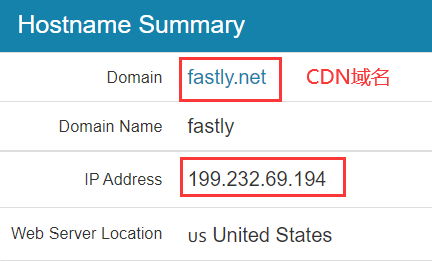 Hostname Summary
Domain fastly.net CDN域名
Domain Name fastly
IP Address 199.232.69.194
Web Server Location US United States